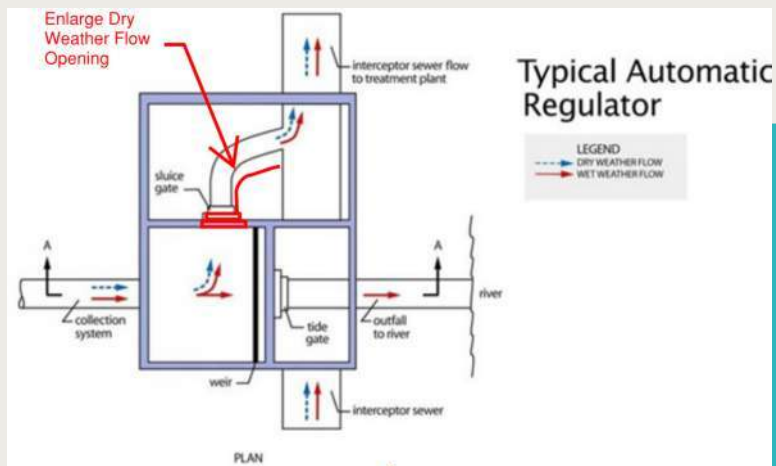 Enlarge Dry
Weather Flow
Opening
interceptor sewer flow
to treatment plant
Typical Automatic
Regulator
LEGEND
DRY WEATHER FLOW
WET WEATHER FLOW
sluice
gate
A
A
collection
system
tide
gate
outfall
to river
river
weir
interceptor sewer
PLAN